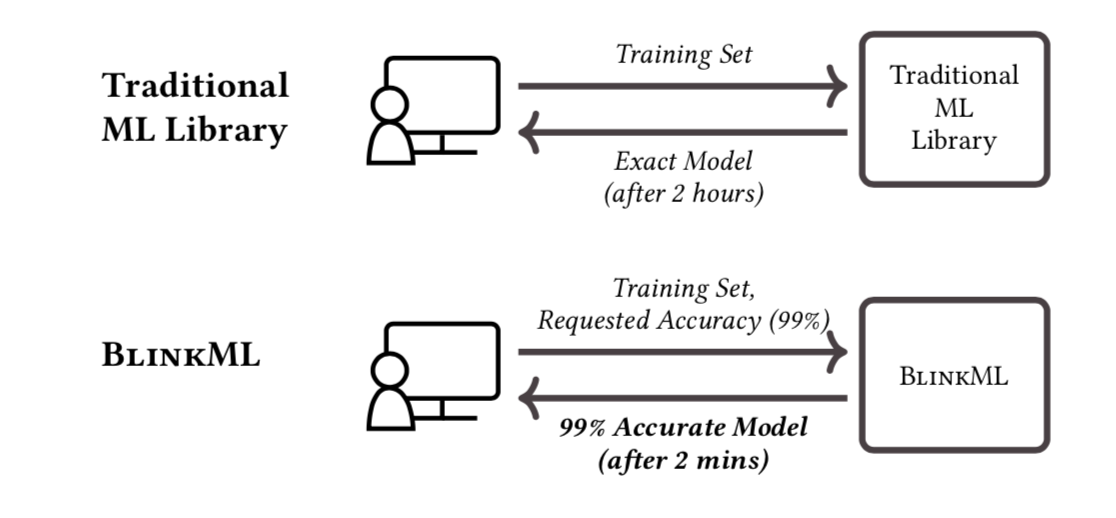 Traditional
ML Library
Training Set
Exact Model
(after 2 hours)
Traditional
ML
Library
BLINKML
Training Set,
Requested Accuracy (99%)
99% Accurate Model
(after 2 mins)
BLINKML